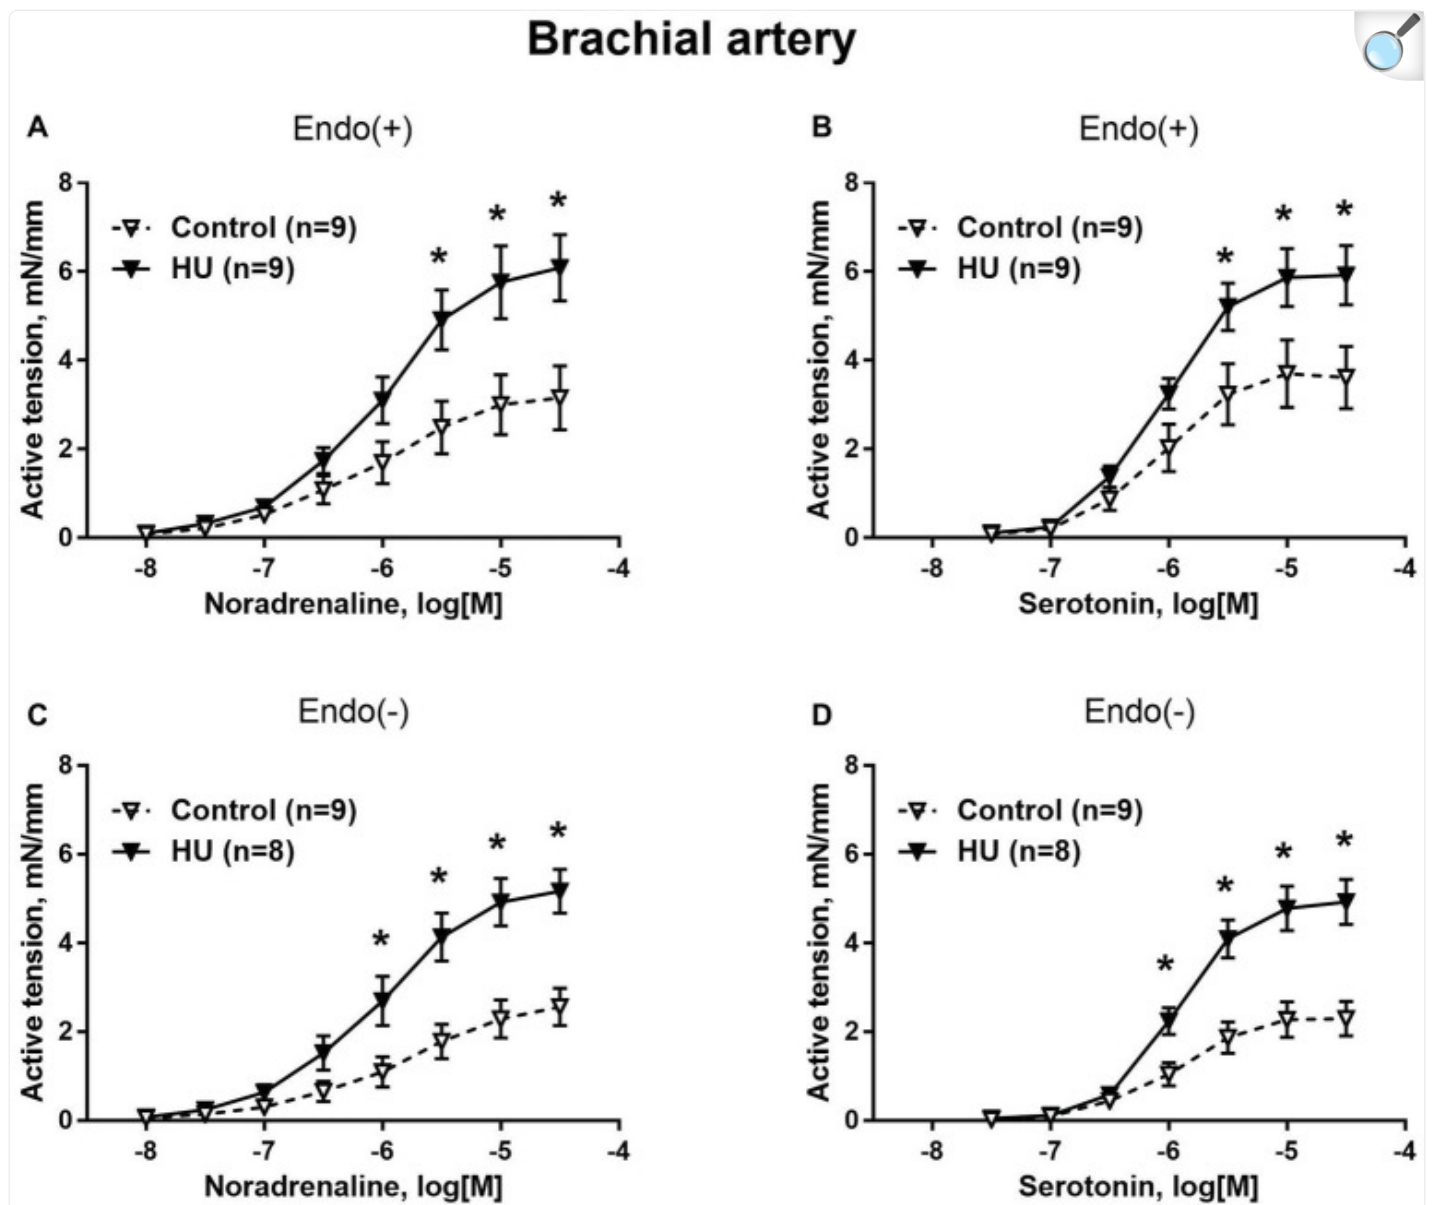 Brachial artery
A
Endo(+)
Active tension, mN/mm
8
6
4
2
0
Control (n=9)
HU (n=9)
*
*
*
-8
-7
-6
-5
-4
Noradrenaline, log[M]
B
Endo(+)
Active tension, mN/mm
8
6
4
2
0
Control (n=9)
HU (n=9)
*
*
*
-8
-7
-6
-5
-4
Serotonin, log[M]
C
Endo(-)
Active tension, mN/mm
8
6
4
2
0
Control (n=9)
HU (n=8)
*
*
*
*
-8
-7
-6
-5
-4
Noradrenaline, log[M]
D
Endo(-)
Active tension, mN/mm
8
6
4
2
0
Control (n=9)
HU (n=8)
*
*
*
*
-8
-7
-6
-5
-4
Serotonin, log[M]